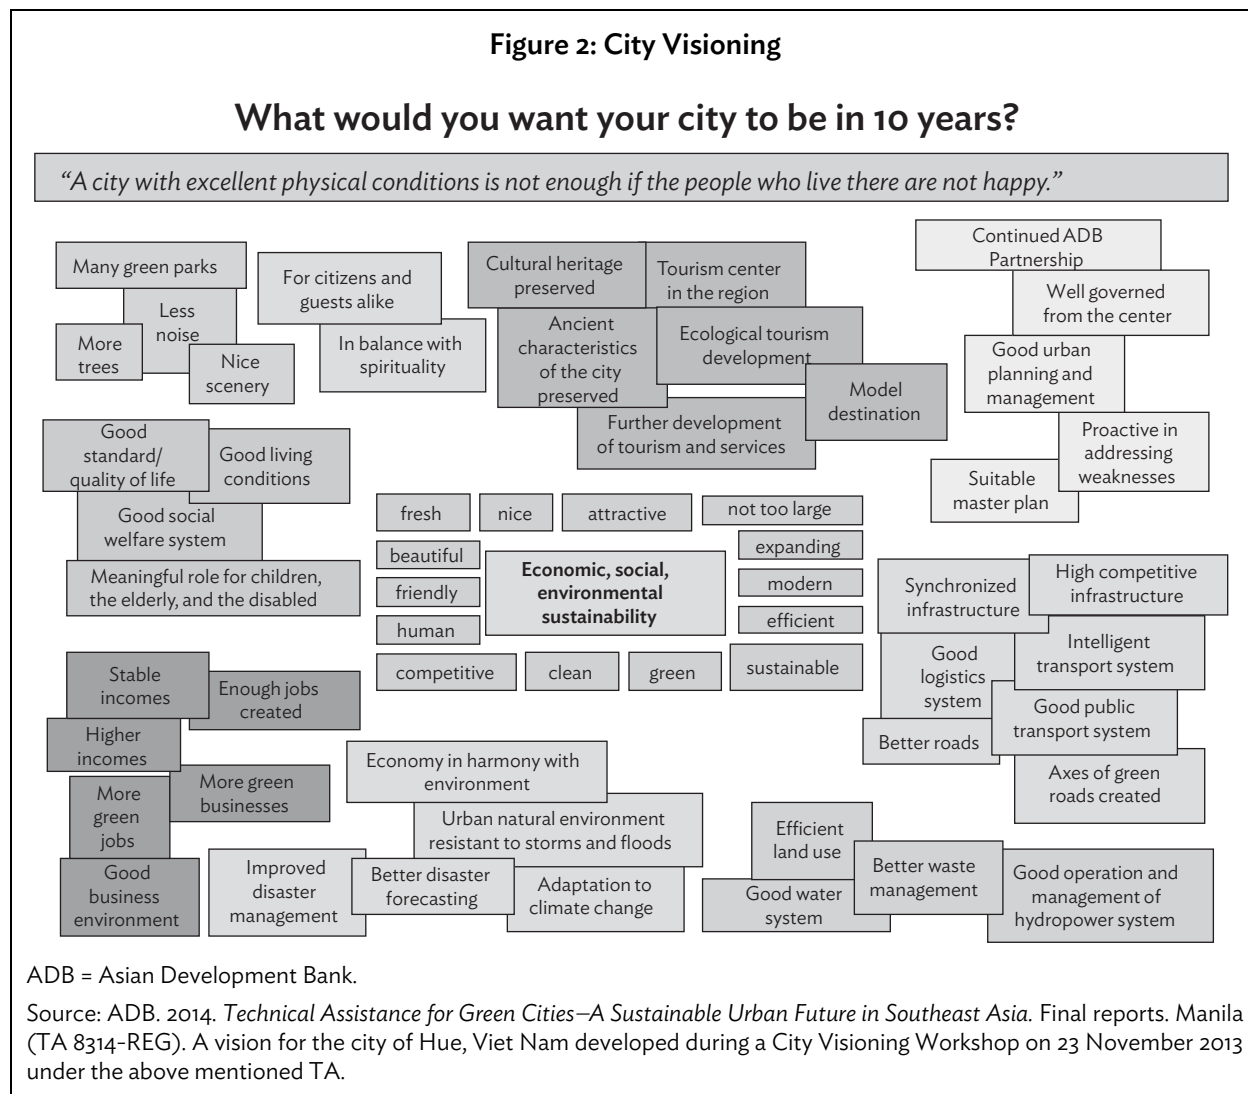 Figure 2: City Visioning
What would you want your city to be in 10 years?
“A city with excellent physical conditions is not enough if the people who live there are not happy.”
Many green parks
Less
noise
More
trees
Nice
scenery
For citizens and
guests alike
In balance with
spirituality
Cultural heritage
preserved
Tourism center
in the region
Ancient
characteristics
of the city
preserved
Ecological tourism
development
Model
destination
Further development
of tourism and services
Continued ADB
Partnership
Well governed
from the center
Good urban
planning and
management
Proactive in
addressing
weaknesses
Suitable
master plan
Good
standard/
quality of life
Good living
conditions
Good social
welfare system
Meaningful role for children,
the elderly, and the disabled
fresh
nice
attractive
not too large
beautiful
expanding
friendly
modern
human
efficient
Economic, social,
environmental
sustainability
competitive
clean
green
sustainable
Synchronized
infrastructure
High competitive
infrastructure
Good
logistics
system
Intelligent
transport system
Good public
transport system
Better roads
Axes of green
roads created
Stable
incomes
Enough jobs
created
Higher
incomes
More green
businesses
More
green
jobs
Good
business
environment
Economy in harmony with
environment
Urban natural environment
resistant to storms and floods
Improved
disaster
management
Better disaster
forecasting
Adaptation to
climate change
Efficient
land use
Good water
system
Better waste
management
Good operation and
management of
hydropower system
ADB = Asian Development Bank.
Source: ADB. 2014. Technical Assistance for Green Cities–A Sustainable Urban Future in Southeast Asia. Final reports. Manila
(TA 8314-REG). A vision for the city of Hue, Viet Nam developed during a City Visioning Workshop on 23 November 2013
under the above mentioned TA.